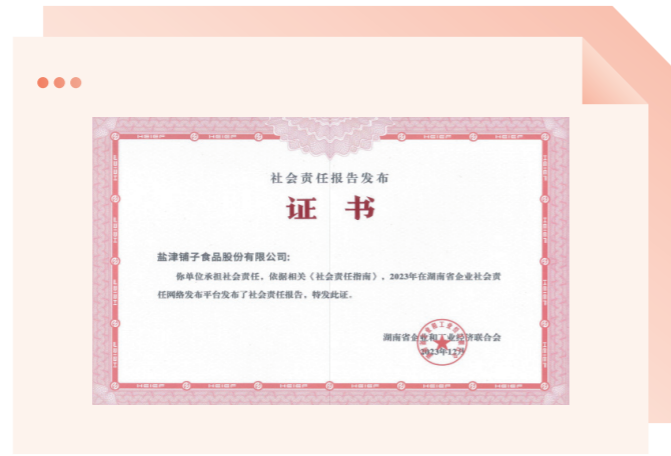 社会责任报告发布
证 书
盐津铺子食品股份有限公司:
你单位承担社会责任，依据相关《社会责任指南》，2023年在湖南省企业社会责
任网络发布平台发布了社会责任报告，特发此证。
湖南省企业和工业经济联合会
2023年12月